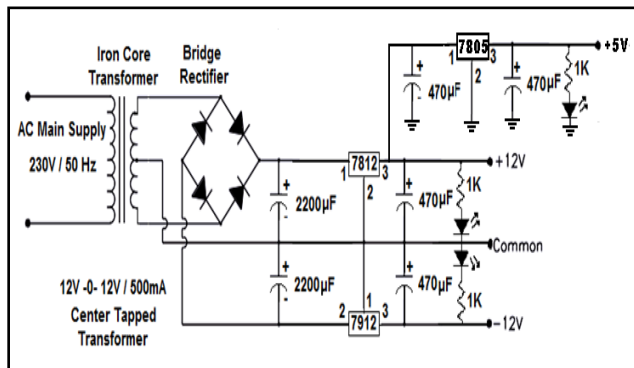 Iron Core
Transformer
Bridge
Rectifier
AC Main Supply
230V / 50 Hz
12V -0- 12V / 500mA
Center Tapped
Transformer
7805
1
3
2
+5V
+
-
470µF
+
470µF
1K
7812
1
3
2
+12V
+
-
2200µF
+
470µF
1K
Common
+
-
2200µF
+
470µF
1K
1
7912
2
3
–12V